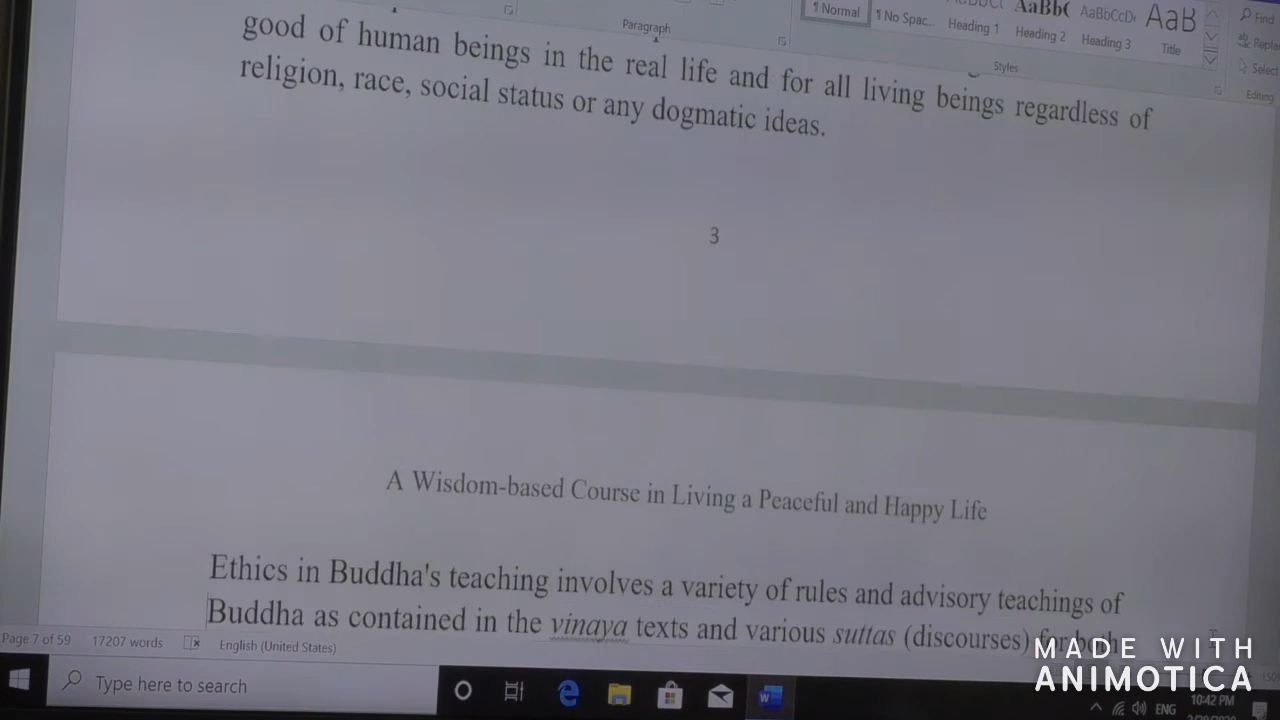 Paragraph
¶ Normal
¶ No Spac...
Heading 1
Heading 2
Heading 3
Title
Styles
Find
Editing
good of human beings in the real life and for all living beings regardless of
religion, race, social status or any dogmatic ideas.
3
A Wisdom-based Course in Living a Peaceful and Happy Life
Ethics in Buddha's teaching involves a variety of rules and advisory teachings of
Buddha as contained in the vinaya texts and various suttas (discourses) for both
Page 7 of 59 17207 words English (United States)
MADE WITH
ANIMOTICA
Type here to search
ENG
10:42 PM